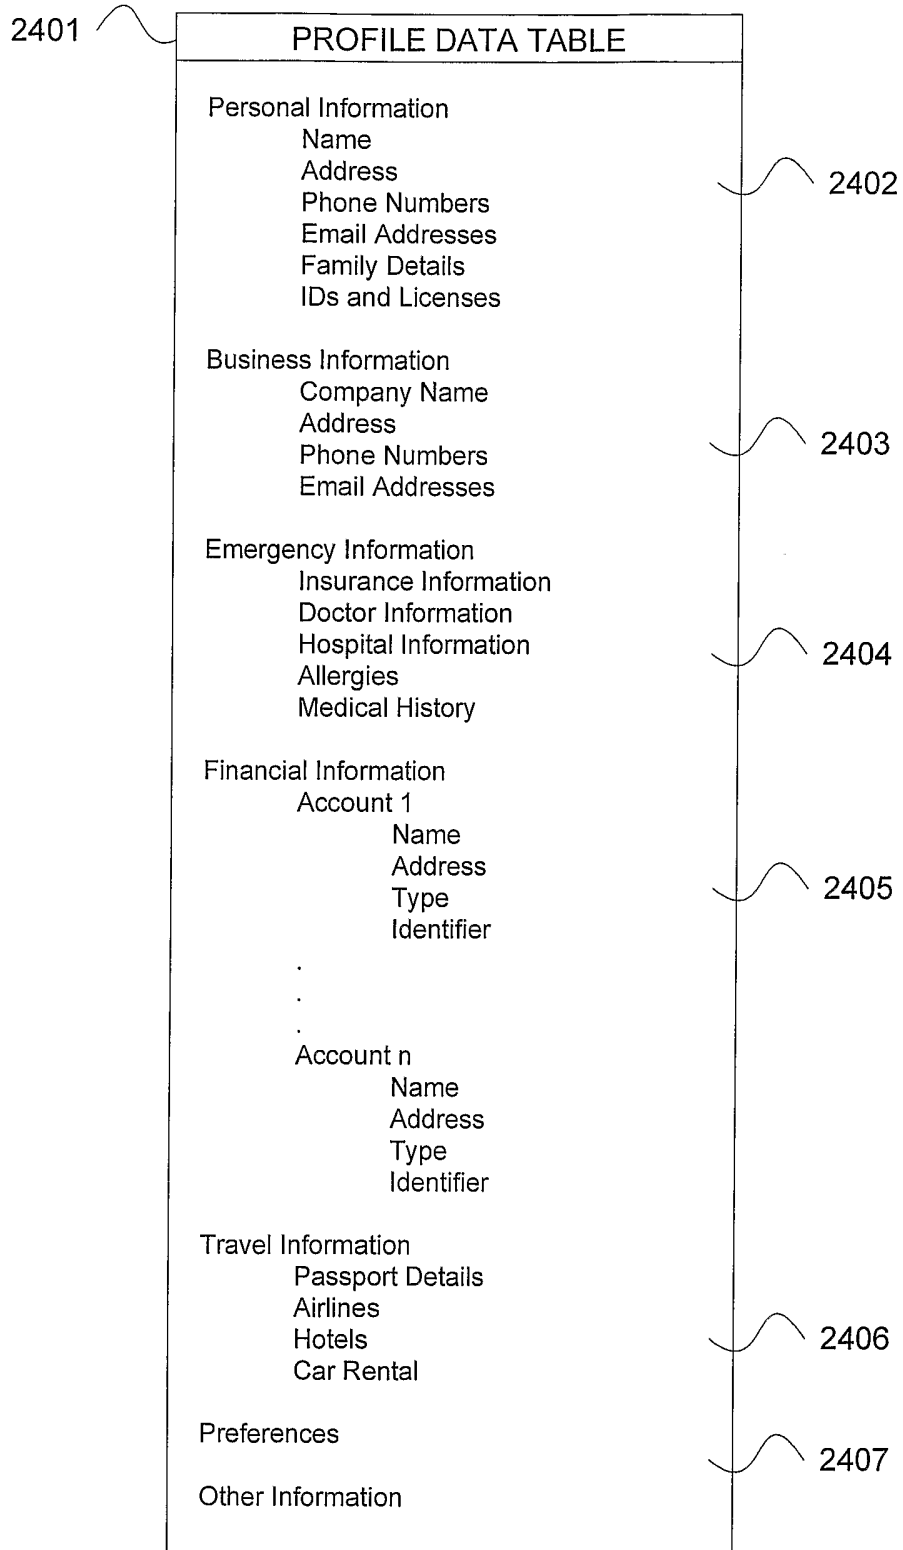 2401
PROFILE DATA TABLE
Personal Information
Name
Address
2402
Phone Numbers
Email Addresses
Family Details
IDs and Licenses
Business Information
Company Name
Address
2403
Phone Numbers
Email Addresses
Emergency Information
Insurance Information
Doctor Information
Hospital Information
2404
Allergies
Medical History
Financial Information
Account 1
Name
Address
Type
2405
Identifier
.
.
.
Account n
Name
Address
Type
Identifier
Travel Information
Passport Details
Airlines
Hotels
2406
Car Rental
Preferences
2407
Other Information